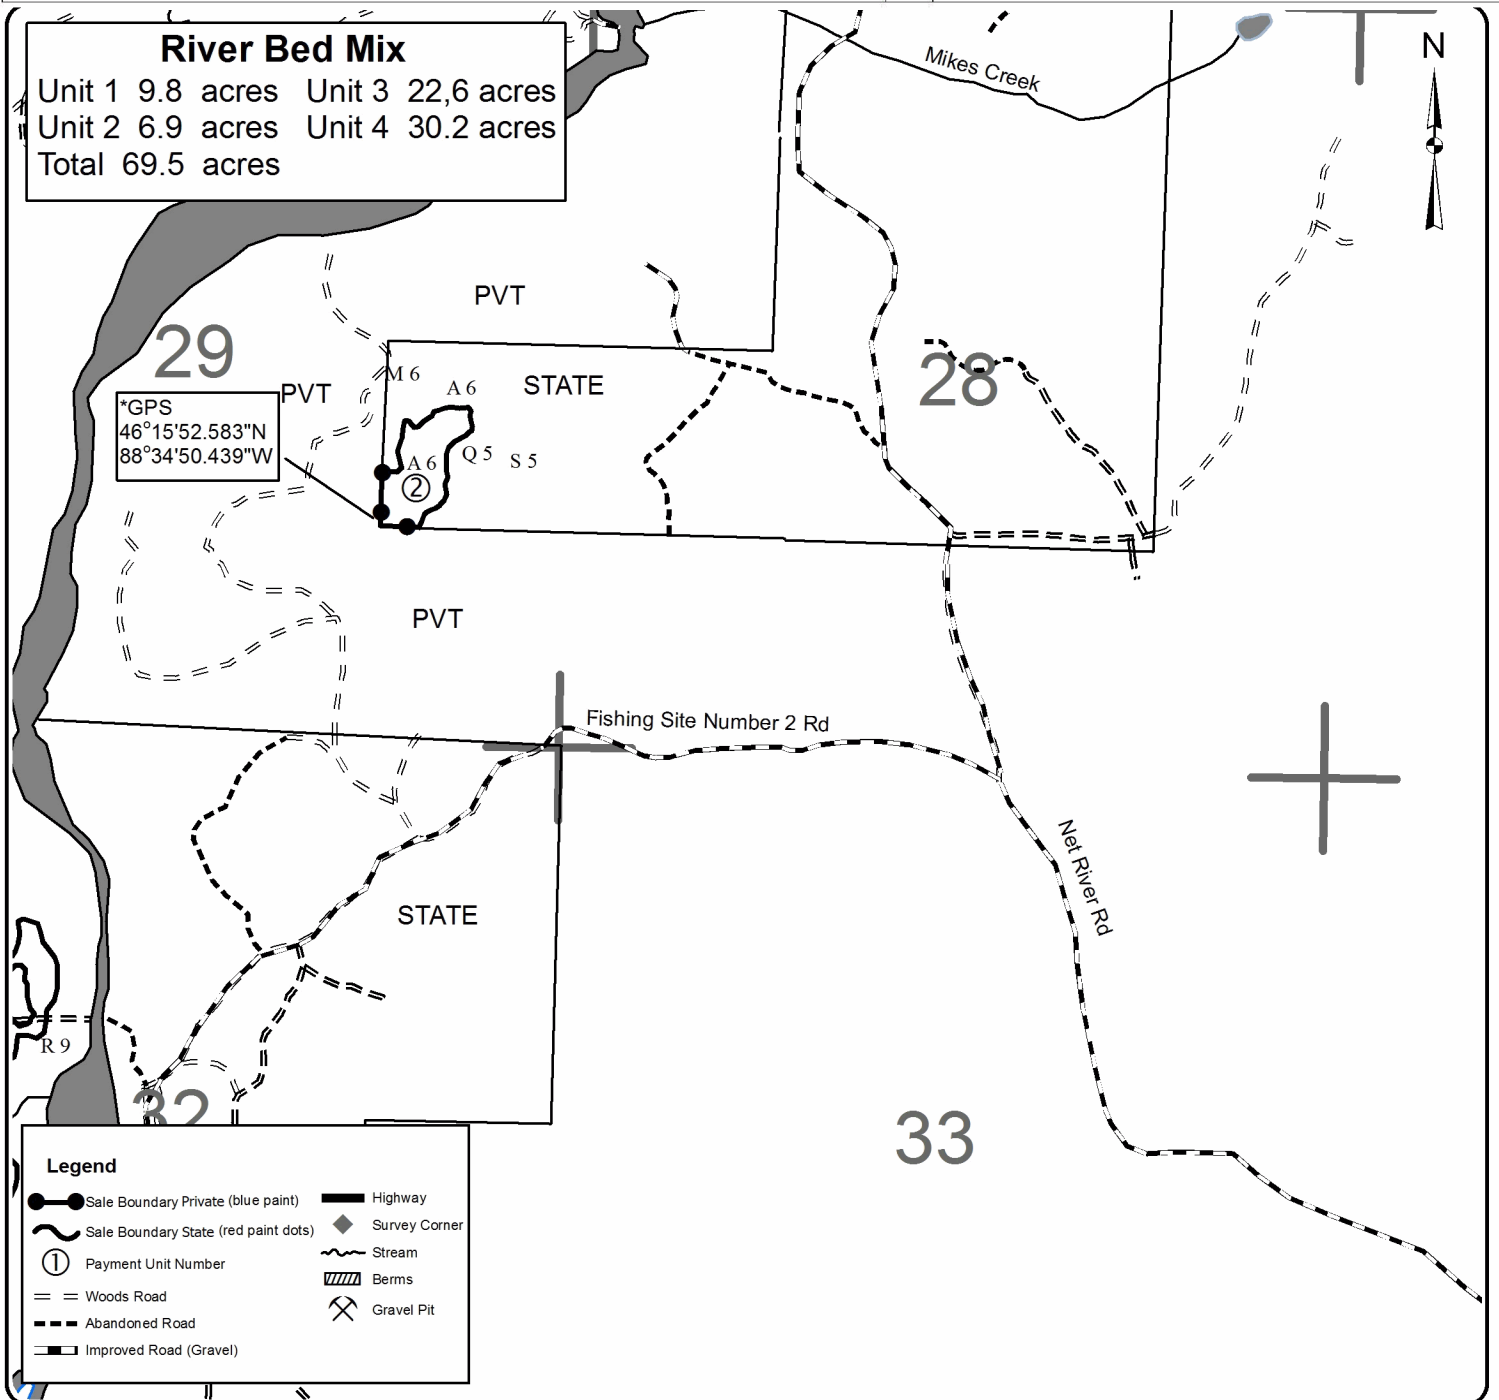 River Bed Mix
Unit 1 9.8 acres Unit 3 22,6 acres
Unit 2 6.9 acres Unit 4 30.2 acres
Total 69.5 acres
Mikes Creek
N
PVT
29
28
PVT
M 6
A 6
STATE
*GPS
46°15'52.583"N
88°34'50.439"W
A 6
Q 5
S 5
2
PVT
Fishing Site Number 2 Rd
Net River Rd
STATE
R 9
32
33
Legend
Sale Boundary Private (blue paint)
Sale Boundary State (red paint dots)
1 Payment Unit Number
Woods Road
Abandoned Road
Improved Road (Gravel)
Highway
Survey Corner
Stream
Berms
Gravel Pit